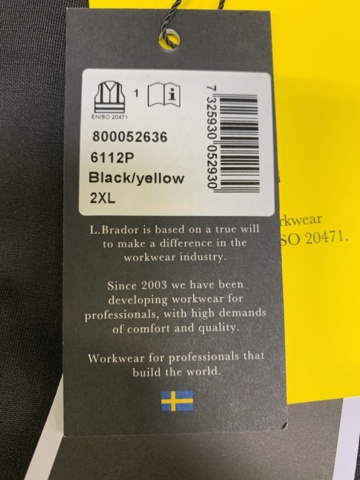 EN/ISO 20471
1
i
800052636
6112P
Black/yellow
2XL
7 325930 052930
L.Brador is based on a true will
to make a difference in the
workwear industry.
Since 2003 we have been
developing workwear for
professionals, with high demands
of comfort and quality.
Workwear for professionals that
build the world.
rkwear
SO 20471.